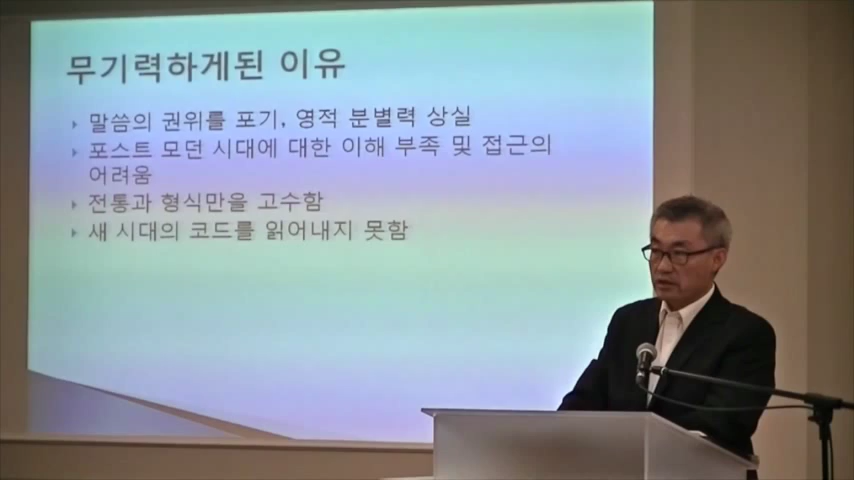 무기력하게된 이유
말씀의 권위를 포기, 영적 분별력 상실
포스트 모던 시대에 대한 이해 부족 및 접근의
어려움
전통과 형식만을 고수함
새 시대의 코드를 읽어내지 못함